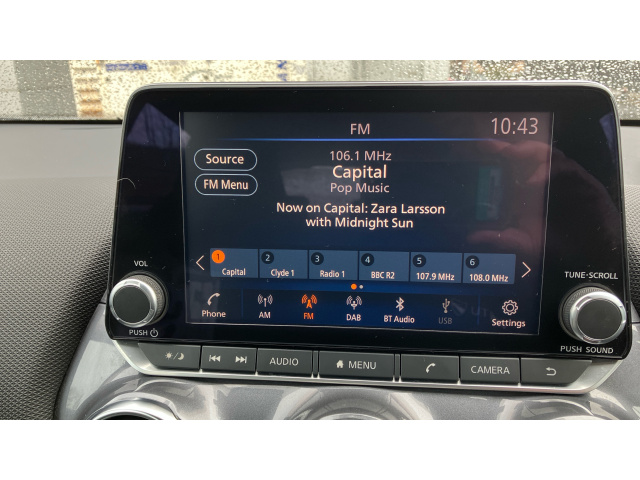 FM
10:43
Source
FM Menu
106.1 MHz
Capital
Pop Music
Now on Capital: Zara Larsson
with Midnight Sun
1
Capital
2
Clyde 1
3
Radio 1
4
BBC R2
5
107.9 MHz
6
108.0 MHz
Phone
AM
FM
DAB
BT Audio
USB
Settings
VOL
PUSH
TUNE·SCROLL
PUSH SOUND
AUDIO
MENU
CAMERA